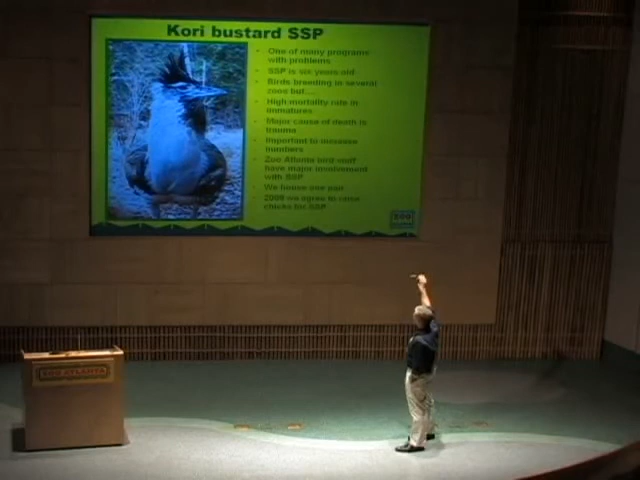 Kori bustard SSP
- One of many programs
with problems
- SSP is six years old
- Birds breeding in several
zoos but....
- High mortality rate in
immatures
- Major cause of death is
trauma
- Important to increase
numbers
- Zoo Atlanta bird staff
have major involvement
with SSP
- We house one pair
- 2009 we agree to raise
chicks for SSP
ZOO
ZOO ATLANTA